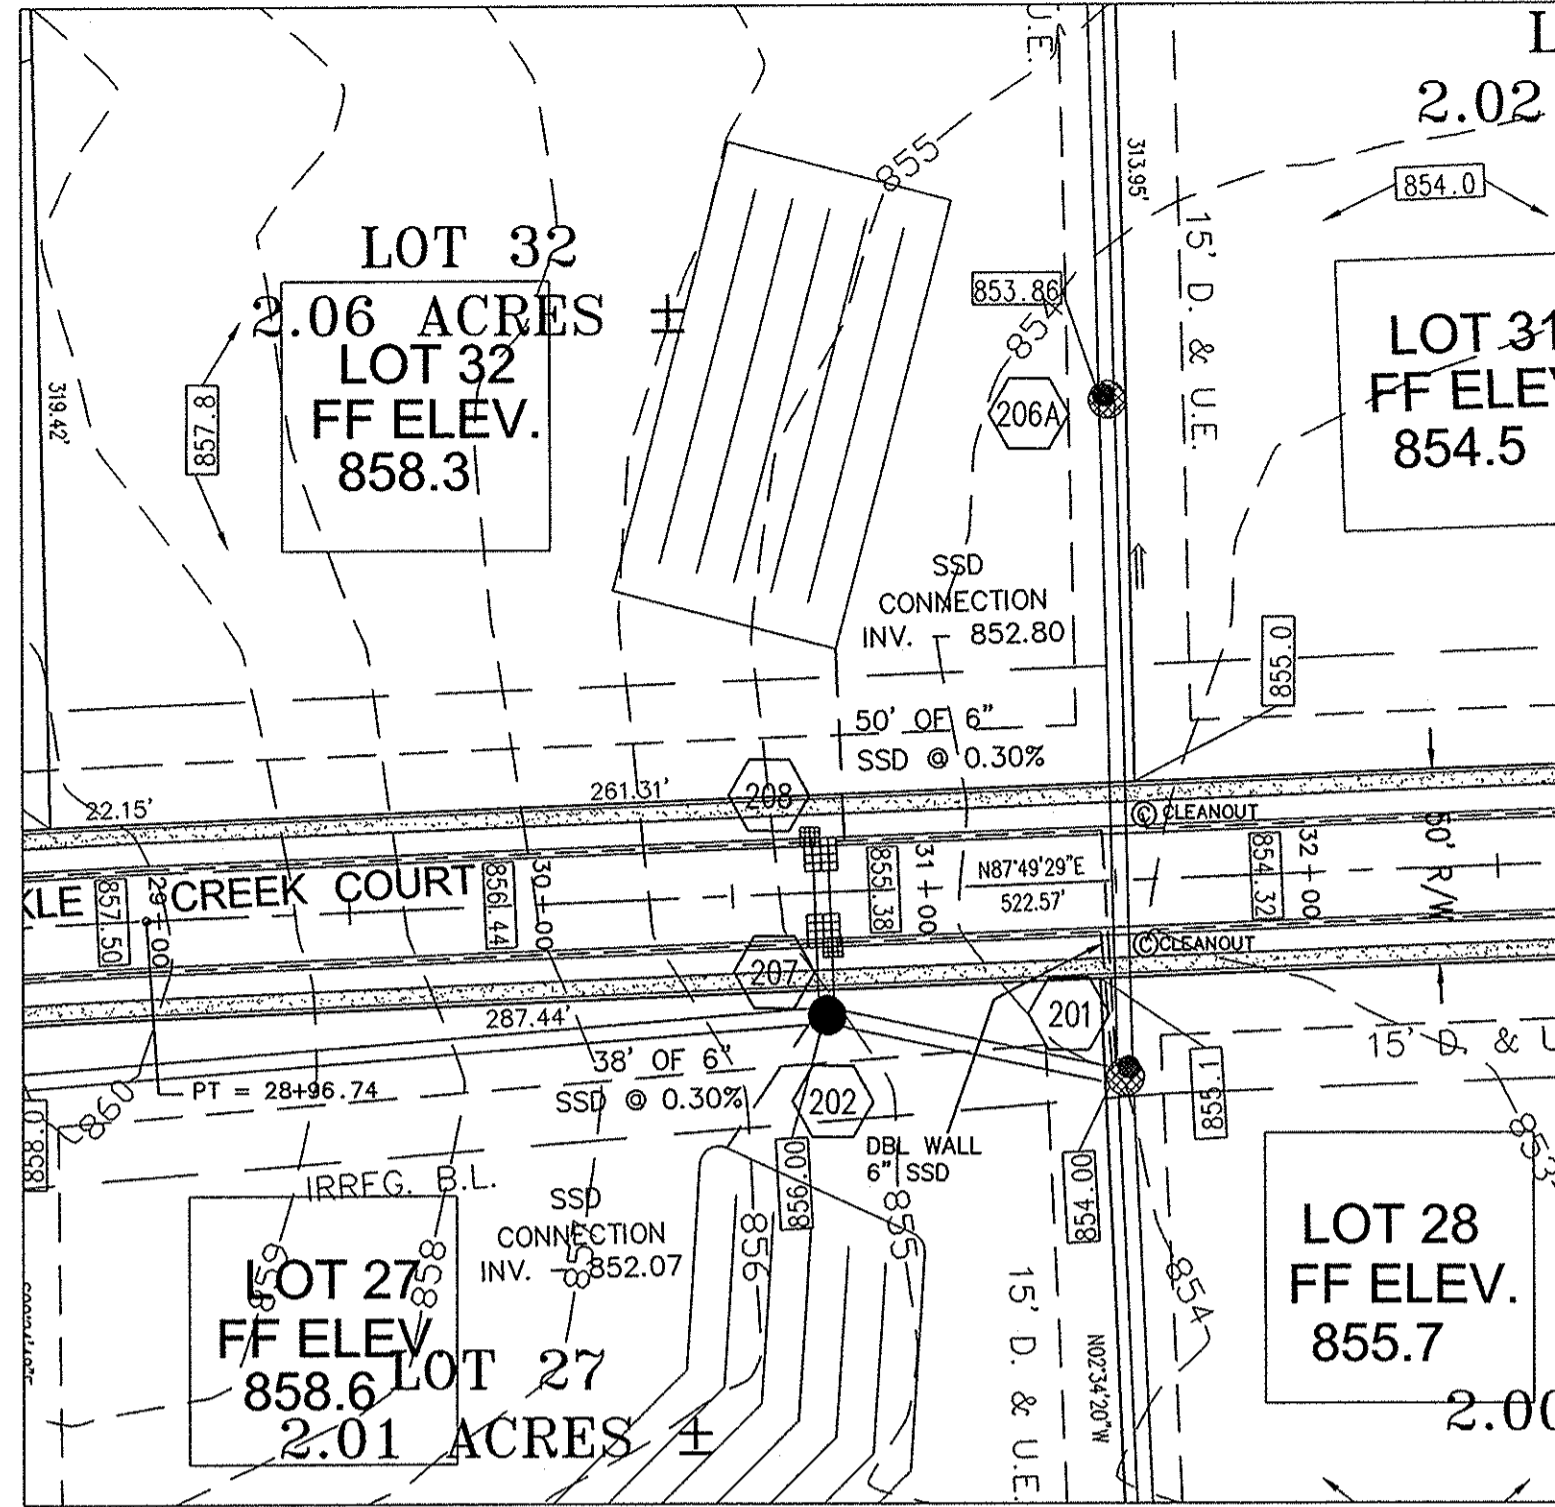 U.E.
2.02
855
313.95'
854.0
15' D. & U.E.
LOT 32
2.06 ACRES ±
LOT 32
FF ELEV.
858.3
857.8
319.42'
853.86
854
206A
LOT 31
854.5
SSD
CONNECTION
INV. - 852.80
855.0
50' OF 6"
SSD @ 0.30%
208
261.31'
22.15'
CLEANOUT
50' R/W
CREEK COURT
857.50
29+00
856.44
30+00
855.38
31+00
N87°49'29"E
522.57'
854.32
32+00
CLEANOUT
207
201
287.44'
38' OF 6"
SSD @ 0.30%
PT = 28+96.74
860
858.0
202
DBL WALL
6" SSD
856.00
854.00
855.1
15' D. & U
853
IRREG. B.L.
SSD
CONNECTION
INV. - 852.07
859
858
857
856
855
854
LOT 27
FF ELEV.
858.6
LOT 27
2.01 ACRES ±
15' D. & U.E.
N02°34'20"W
LOT 28
FF ELEV.
855.7
2.00